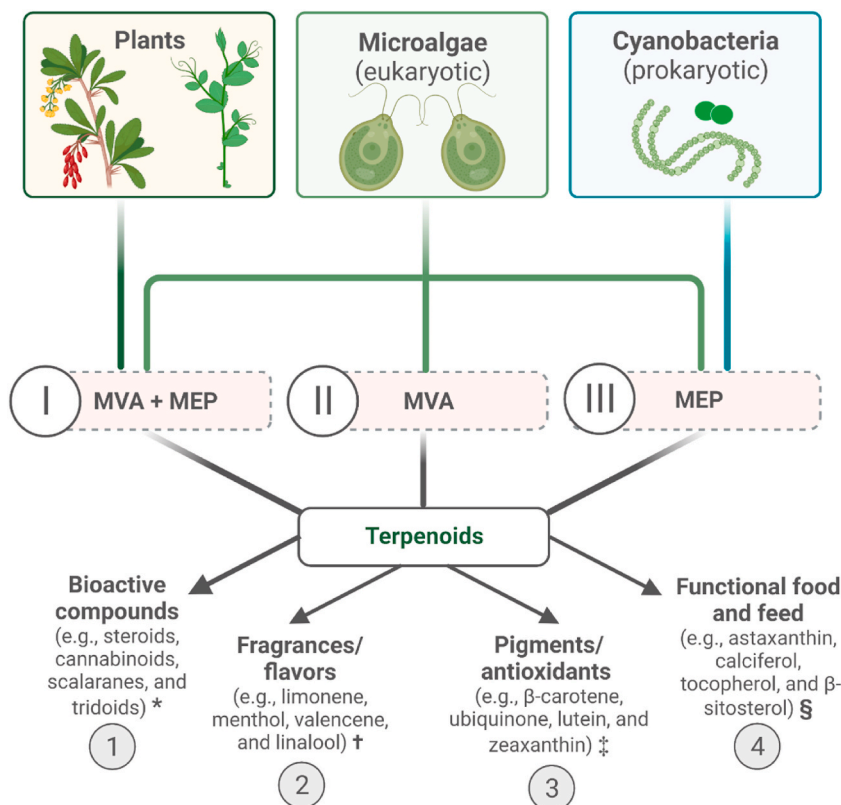 Plants
Microalgae
(eukaryotic)
Cyanobacteria
(prokaryotic)
I
MVA + MEP
II
MVA
III
MEP
Terpenoids
Bioactive
compounds
(e.g., steroids,
cannabinoids,
scalaranes, and
tridoids) *
1
Fragrances/
flavors
(e.g., limonene,
menthol, valencene,
and linalool) †
2
Pigments/
antioxidants
(e.g., β-carotene,
ubiquinone, lutein, and
zeaxanthin) ‡
3
Functional food
and feed
(e.g., astaxanthin,
calciferol,
tocopherol, and β-
sitosterol) §
4